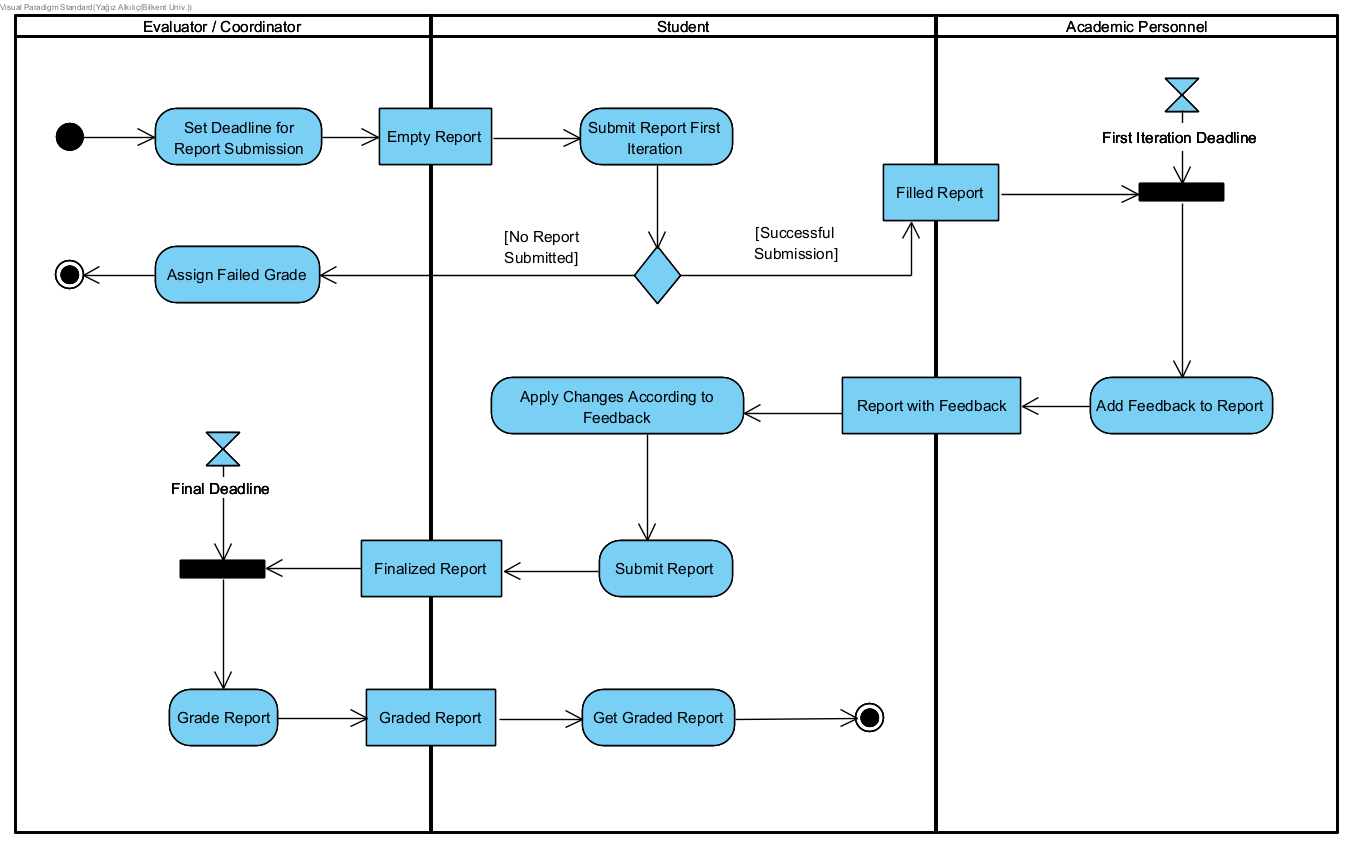 Visual Paradigm Standard(Yağız Alkılıç(Bilkent Univ.))
Evaluator / Coordinator
Student
Academic Personnel
Set Deadline for
Report Submission
Empty Report
Submit Report First
Iteration
First Iteration Deadline
Filled Report
[No Report
Submitted]
[Successful
Submission]
Assign Failed Grade
Apply Changes According to
Feedback
Report with Feedback
Add Feedback to Report
Final Deadline
Finalized Report
Submit Report
Grade Report
Graded Report
Get Graded Report